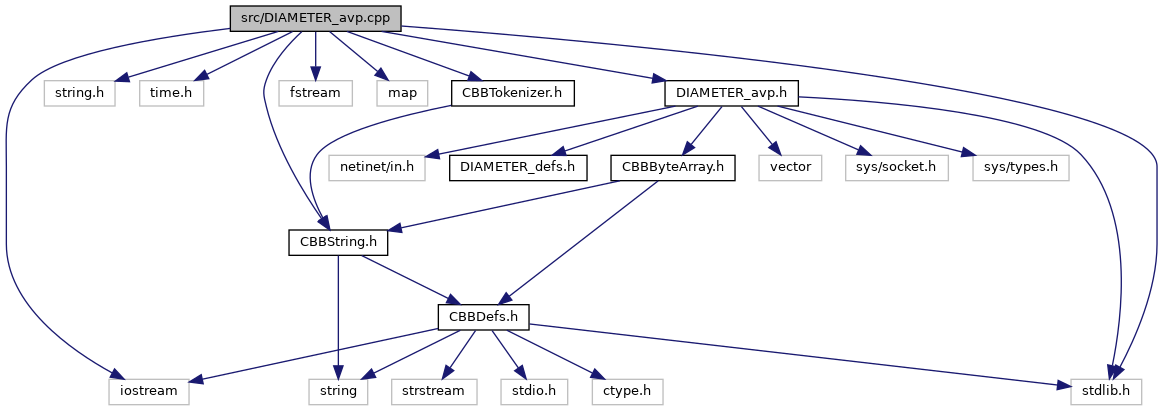 src/DIAMETER_avp.cpp
string.h
time.h
fstream
map
CBBTokenizer.h
DIAMETER_avp.h
netinet/in.h
DIAMETER_defs.h
CBBByteArray.h
vector
sys/socket.h
sys/types.h
CBBString.h
CBBDefs.h
iostream
string
strstream
stdio.h
ctype.h
stdlib.h